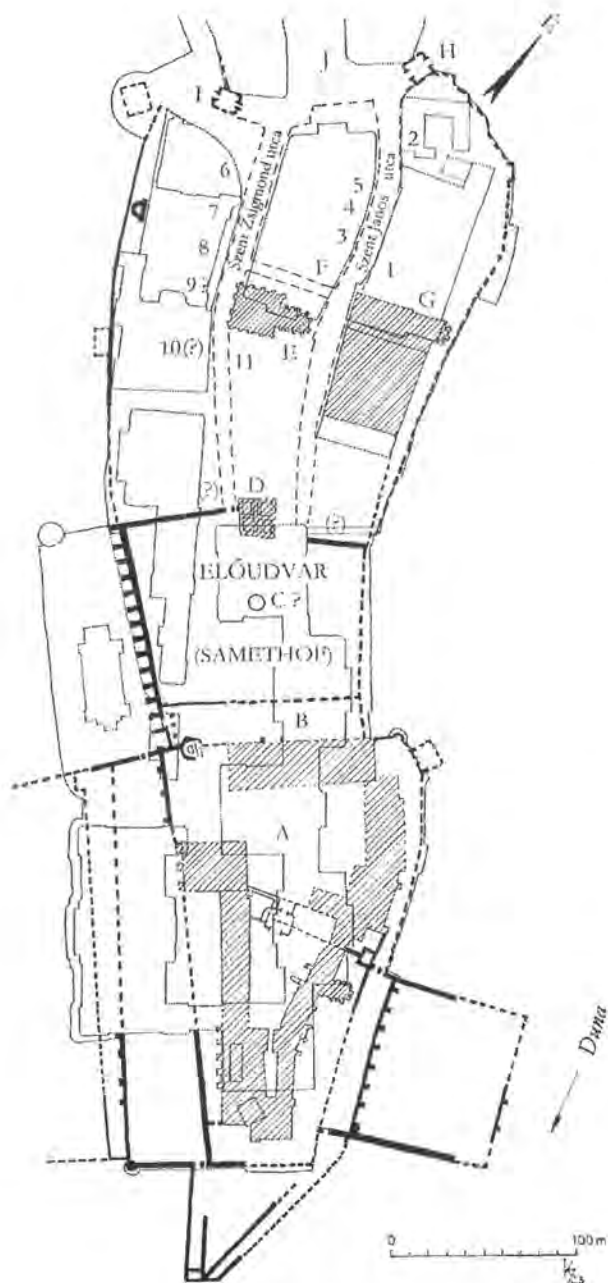 É
J
H
I
2
Szent Zsigmond utca
Szent János utca
6
5
7
4
3
8
F
I
9?
G
10(?)
H
E
(?)
D
(?)
ELŐUDVAR
C ?
(SAMETHOF)
B
A
Duna
0 100 m